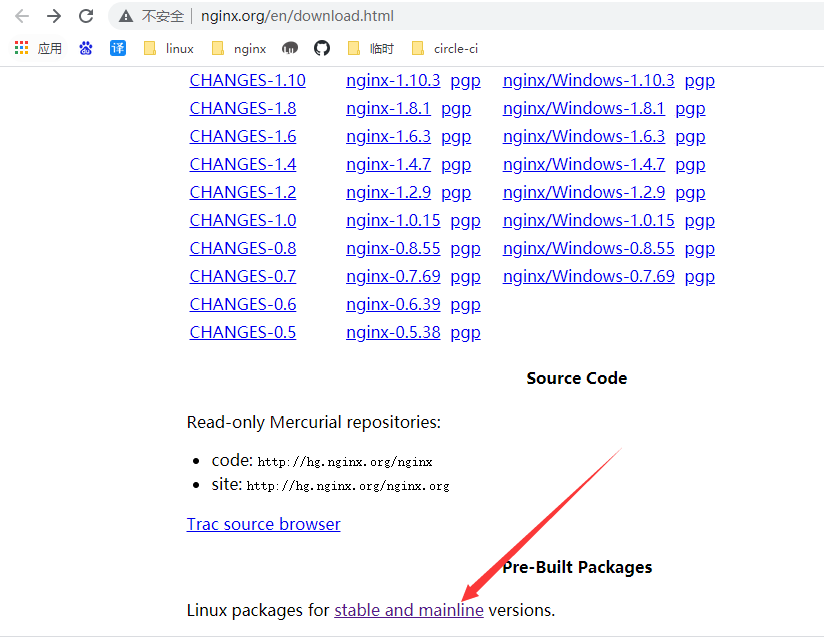 不安全 | nginx.org/en/download.html
应用 译 linux nginx 临时 circle-ci
CHANGES-1.10 nginx-1.10.3 pgp nginx/Windows-1.10.3 pgp
CHANGES-1.8 nginx-1.8.1 pgp nginx/Windows-1.8.1 pgp
CHANGES-1.6 nginx-1.6.3 pgp nginx/Windows-1.6.3 pgp
CHANGES-1.4 nginx-1.4.7 pgp nginx/Windows-1.4.7 pgp
CHANGES-1.2 nginx-1.2.9 pgp nginx/Windows-1.2.9 pgp
CHANGES-1.0 nginx-1.0.15 pgp nginx/Windows-1.0.15 pgp
CHANGES-0.8 nginx-0.8.55 pgp nginx/Windows-0.8.55 pgp
CHANGES-0.7 nginx-0.7.69 pgp nginx/Windows-0.7.69 pgp
CHANGES-0.6 nginx-0.6.39 pgp
CHANGES-0.5 nginx-0.5.38 pgp
Source Code
Read-only Mercurial repositories:
• code: http://hg.nginx.org/nginx
• site: http://hg.nginx.org/nginx.org
Trac source browser
Pre-Built Packages
Linux packages for stable and mainline versions.